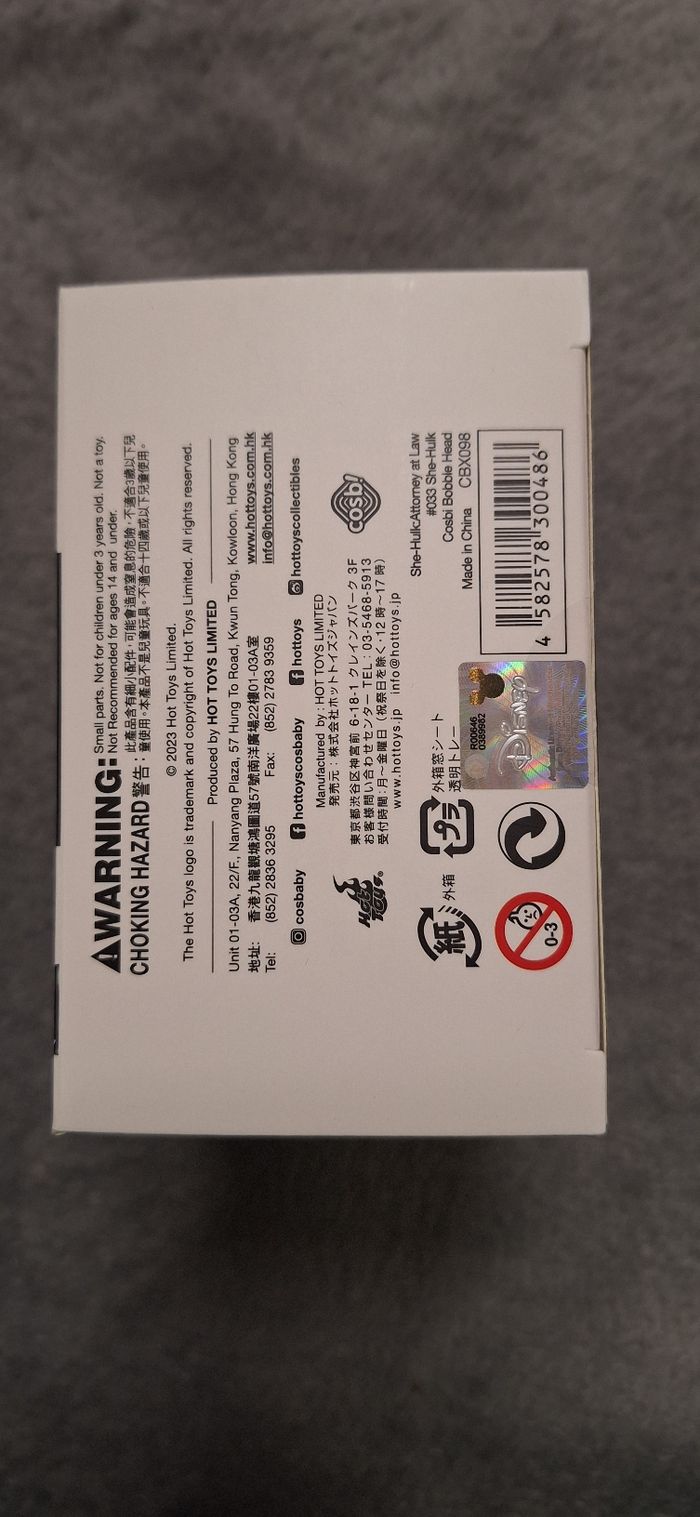 WARNING: Small parts. Not for children under 3 years old. Not a toy.
Not Recommended for ages 14 and under.
CHOKING HAZARD 警告: 此產品含有細小配件,可能會造成窒息的危險,不適合3歲以下兒
童使用。本產品不是兒童玩具。不適合十四歲或以下兒童使用。
© 2023 Hot Toys Limited.
The Hot Toys logo is trademark and copyright of Hot Toys Limited. All rights reserved.
Produced by HOT TOYS LIMITED
Unit 01-03A, 22/F, Nanyang Plaza, 57 Hung To Road, Kwun Tong, Kowloon, Hong Kong
地址: 香港九龍觀塘鴻圖道57號南洋廣場22樓01-03A室 www.hottoys.com.hk
Tel: (852) 2836 3295 Fax: (852) 2783 9359 info@hottoys.com.hk
cosbaby hottoyscosbaby hottoys hottoyscollectibles
HOT TOYS®
Manufactured by : HOT TOYS LIMITED
発売元 : 株式会社ホットトイズジャパン
東京都渋谷区神宮前 6-18-1 クレインズパーク 3F
お客様問い合わせセンター TEL : 03-5468-5913
受付時間 : 月〜金曜日 (祝祭日を除く・12 時〜17 時)
www.hottoys.jp info@hottoys.jp
cosbi
紙 外箱
プラ 外箱窓シート
透明トレー
0-3
R00646
0389982
Disney
She-Hulk:Attorney at Law
#033 She-Hulk
Cosbi Bobble Head
Made in China CBX098
4 582578 300486